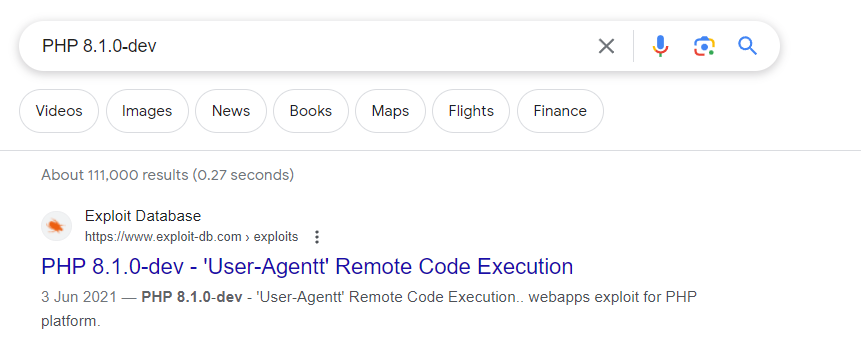 PHP 8.1.0-dev
Videos Images News Books Maps Flights Finance
About 111,000 results (0.27 seconds)
Exploit Database
https://www.exploit-db.com › exploits
PHP 8.1.0-dev - 'User-Agentt' Remote Code Execution
3 Jun 2021 — PHP 8.1.0-dev - 'User-Agentt' Remote Code Execution.. webapps exploit for PHP
platform.